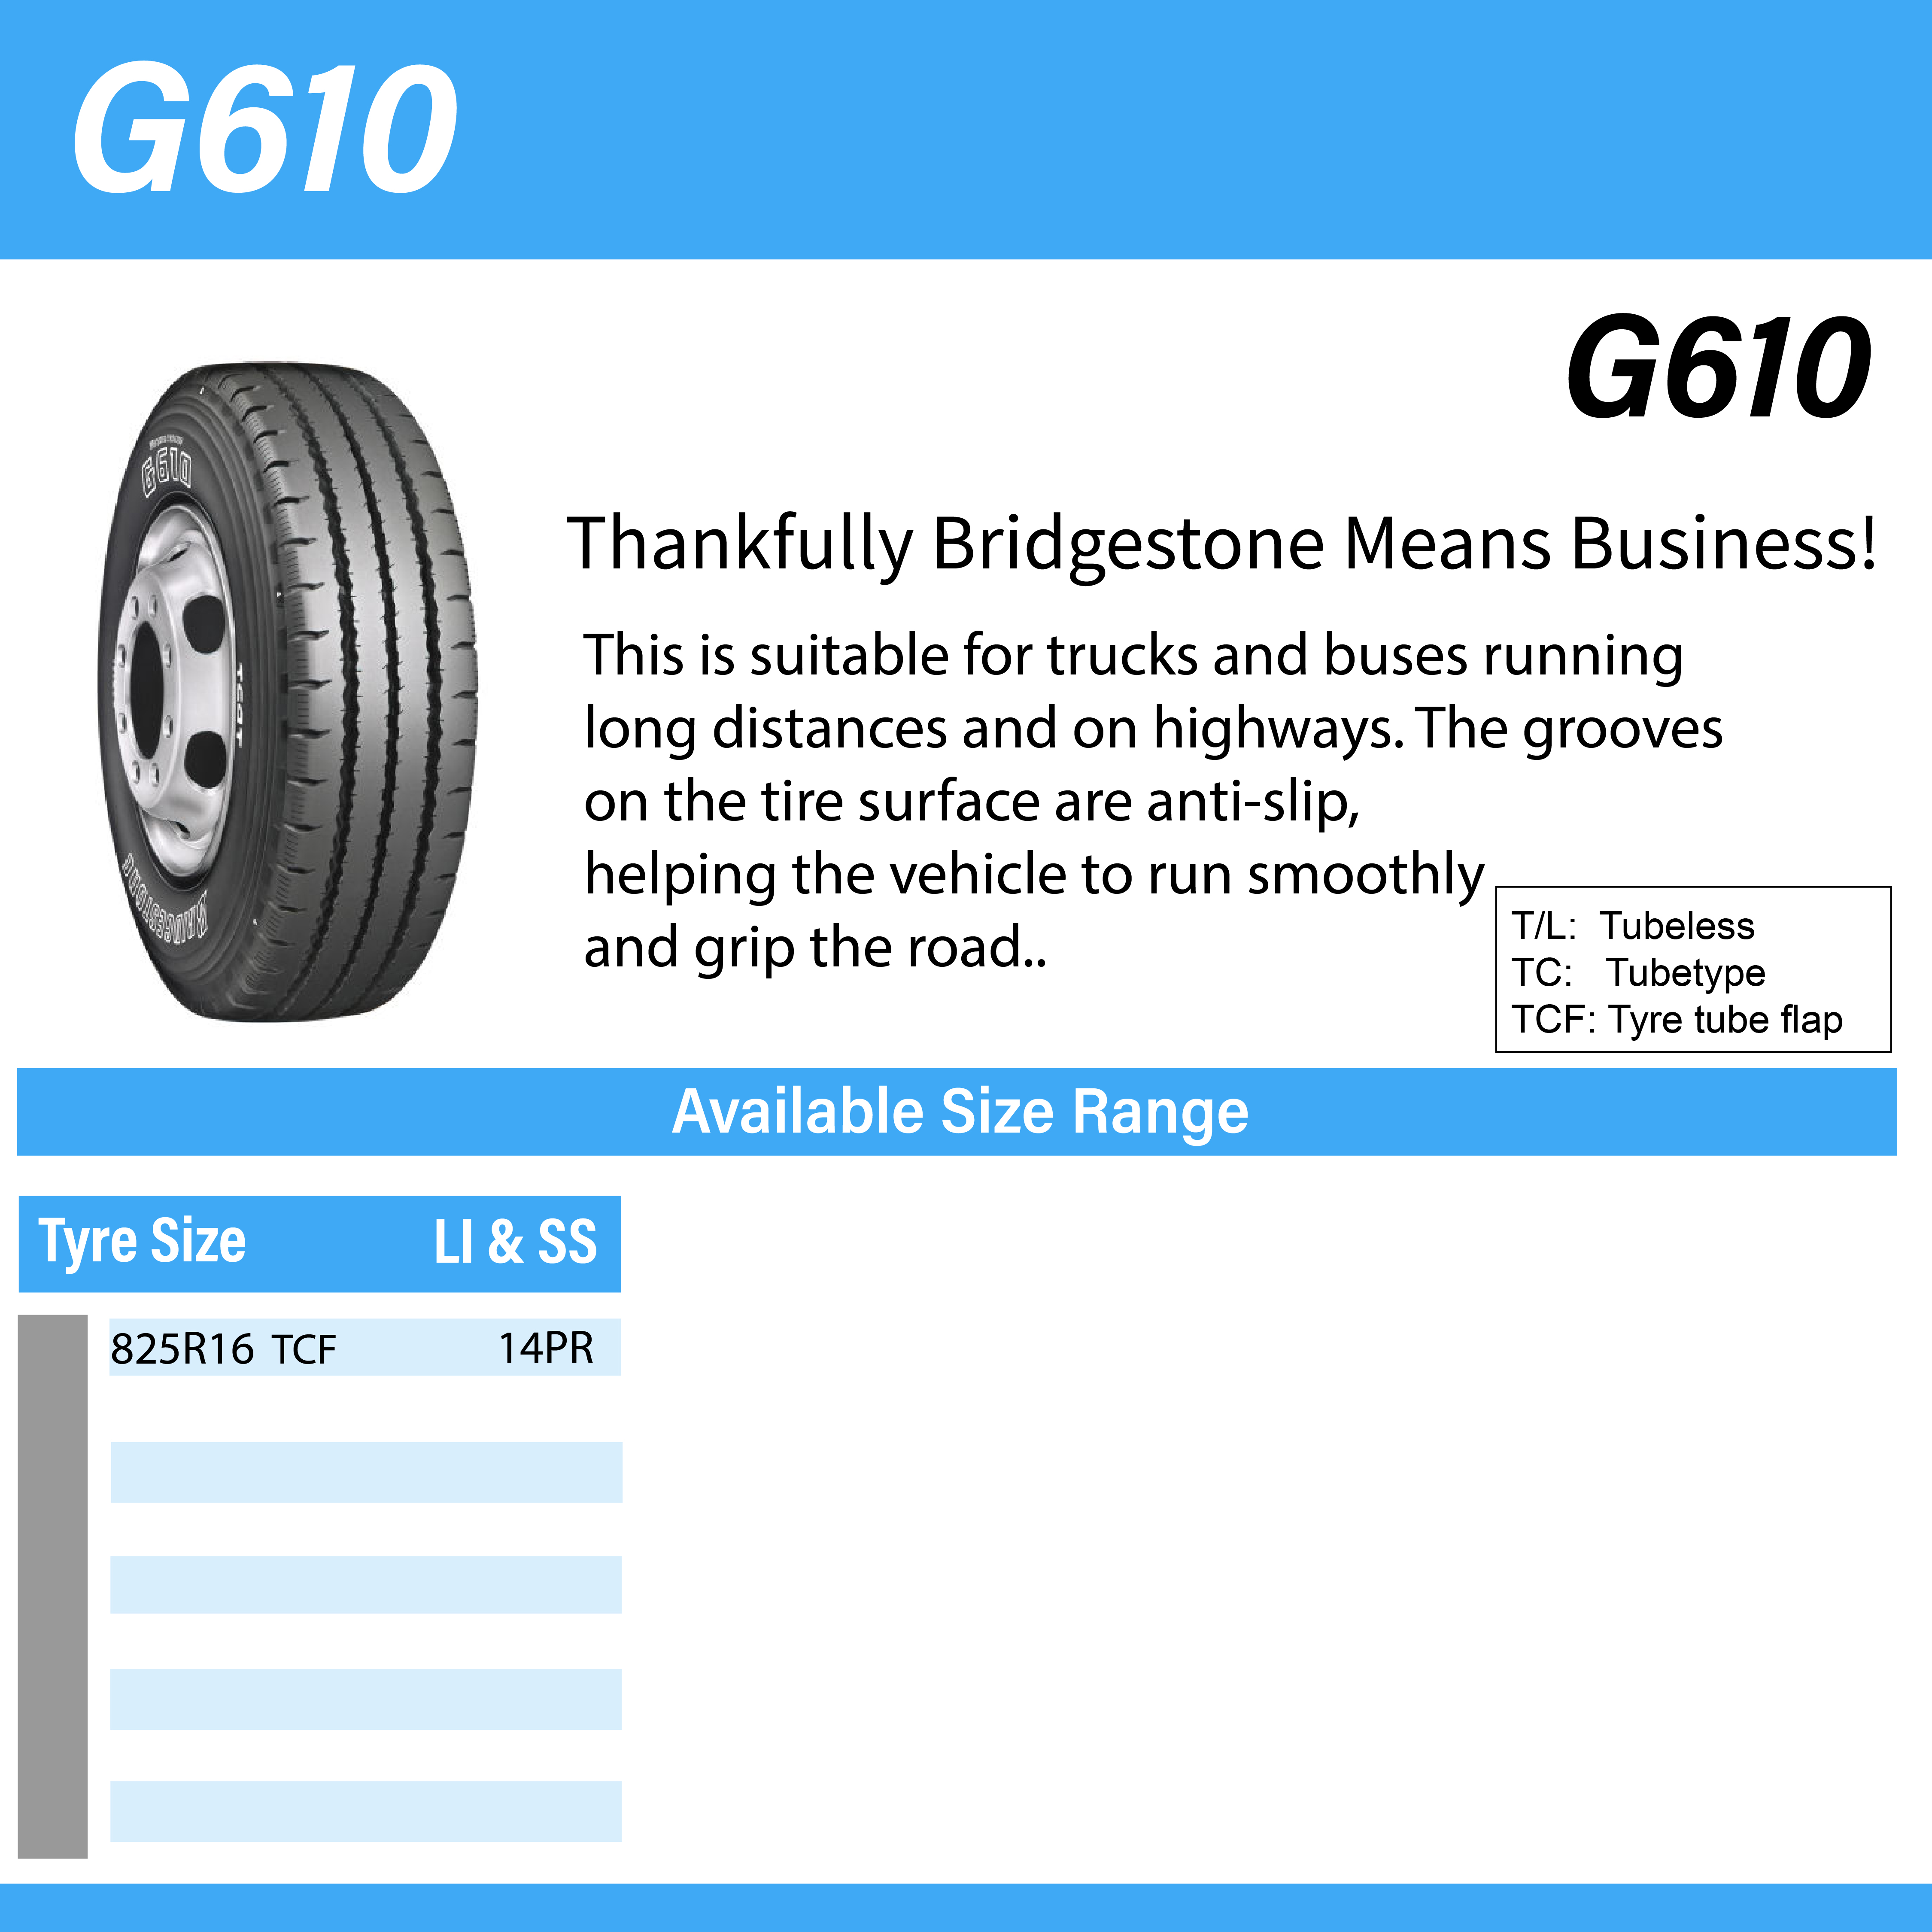 G610
G610
G610
BRIDGESTONE
Thankfully Bridgestone Means Business!
This is suitable for trucks and buses running
long distances and on highways. The grooves
on the tire surface are anti-slip,
helping the vehicle to run smoothly
and grip the road..
T/L: Tubeless
TC: Tubetype
TCF: Tyre tube flap
Available Size Range
Tyre Size LI & SS
825R16 TCF 14PR